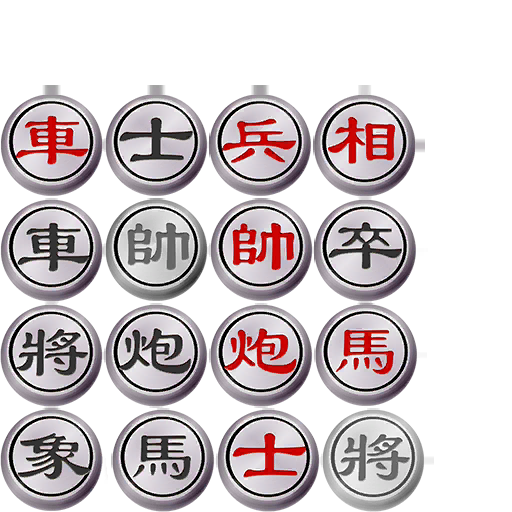 車 士 兵 相
車 帥 帥 卒
將 炮 炮 馬
象 馬 士 將